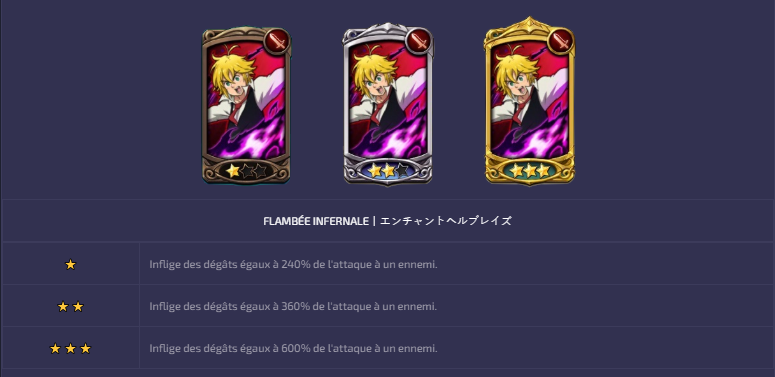 FLAMBÉE INFERNALE | エンチャントヘルブレイズ
Inflige des dégâts égaux à 240% de l'attaque à un ennemi.
Inflige des dégâts égaux à 360% de l'attaque à un ennemi.
Inflige des dégâts égaux à 600% de l'attaque à un ennemi.